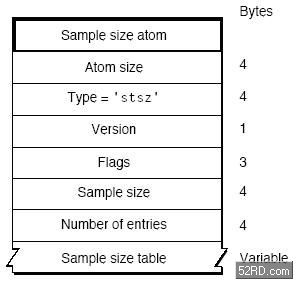 Bytes
Sample size atom
Atom size 4
Type = 'stsz' 4
Version 1
Flags 3
Sample size 4
Number of entries 4
Sample size table Variable
52RD.com